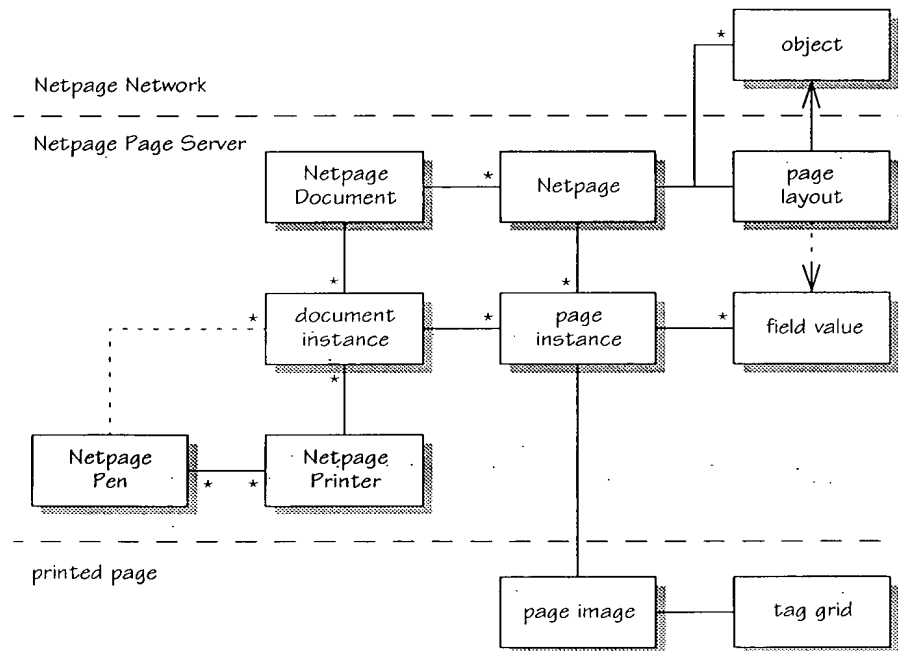 object
Netpage Network
Netpage Page Server
Netpage
Document
Netpage
page
layout
document
instance
page
instance
field value
Netpage
Pen
Netpage
Printer
printed page
page image
tag grid
* * * * * * * * * *